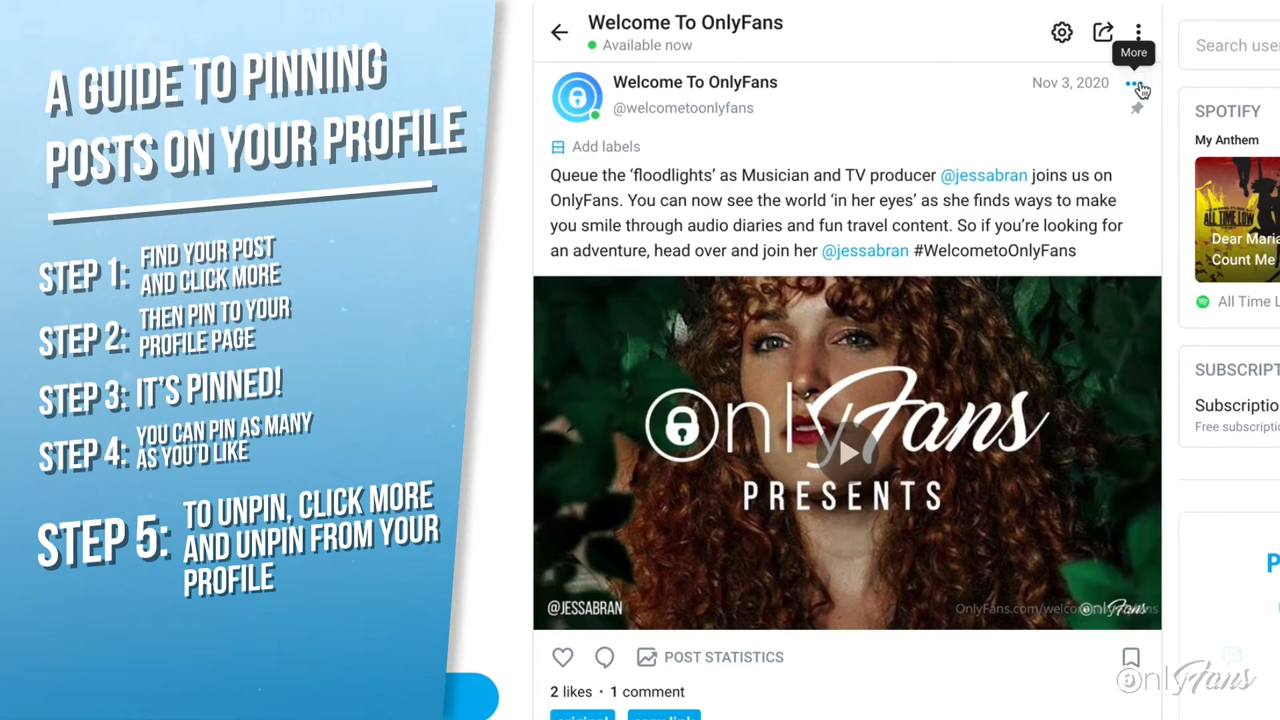 A GUIDE TO PINNING
POSTS ON YOUR PROFILE
STEP 1: FIND YOUR POST
AND CLICK MORE
STEP 2: THEN PIN TO YOUR
PROFILE PAGE
STEP 3: IT'S PINNED!
STEP 4: YOU CAN PIN AS MANY
AS YOU'D LIKE
STEP 5: TO UNPIN, CLICK MORE
AND UNPIN FROM YOUR
PROFILE
Welcome To OnlyFans
Available now
More
Welcome To OnlyFans
Nov 3, 2020
@welcometoonlyfans
Add labels
Queue the ‘floodlights’ as Musician and TV producer @jessabran joins us on
OnlyFans. You can now see the world ‘in her eyes’ as she finds ways to make
you smile through audio diaries and fun travel content. So if you’re looking for
an adventure, head over and join her @jessabran #WelcometoOnlyFans
OnlyFans
PRESENTS
@JESSABRAN
OnlyFans.com/welcom
OnlyFans
POST STATISTICS
2 likes • 1 comment
original copy link
Search use
SPOTIFY
My Anthem
ALL TIME LOW
Dear Maria
Count Me
All Time L
SUBSCRIPT
Subscriptio
Free subscriptio
P
OnlyFans